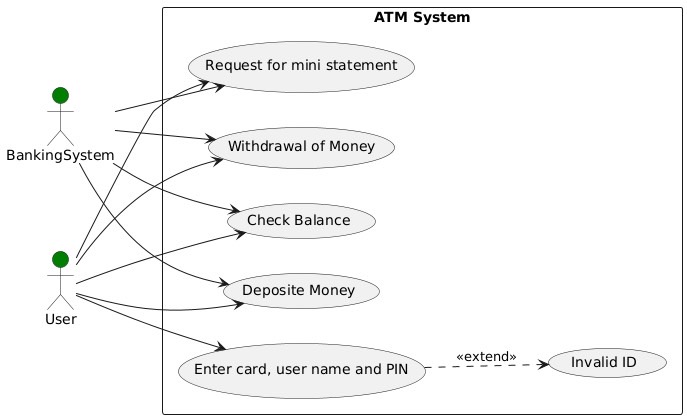 ATM System
Request for mini statement
BankingSystem
Withdrawal of Money
Check Balance
Deposite Money
User
Enter card, user name and PIN
«extend»
Invalid ID